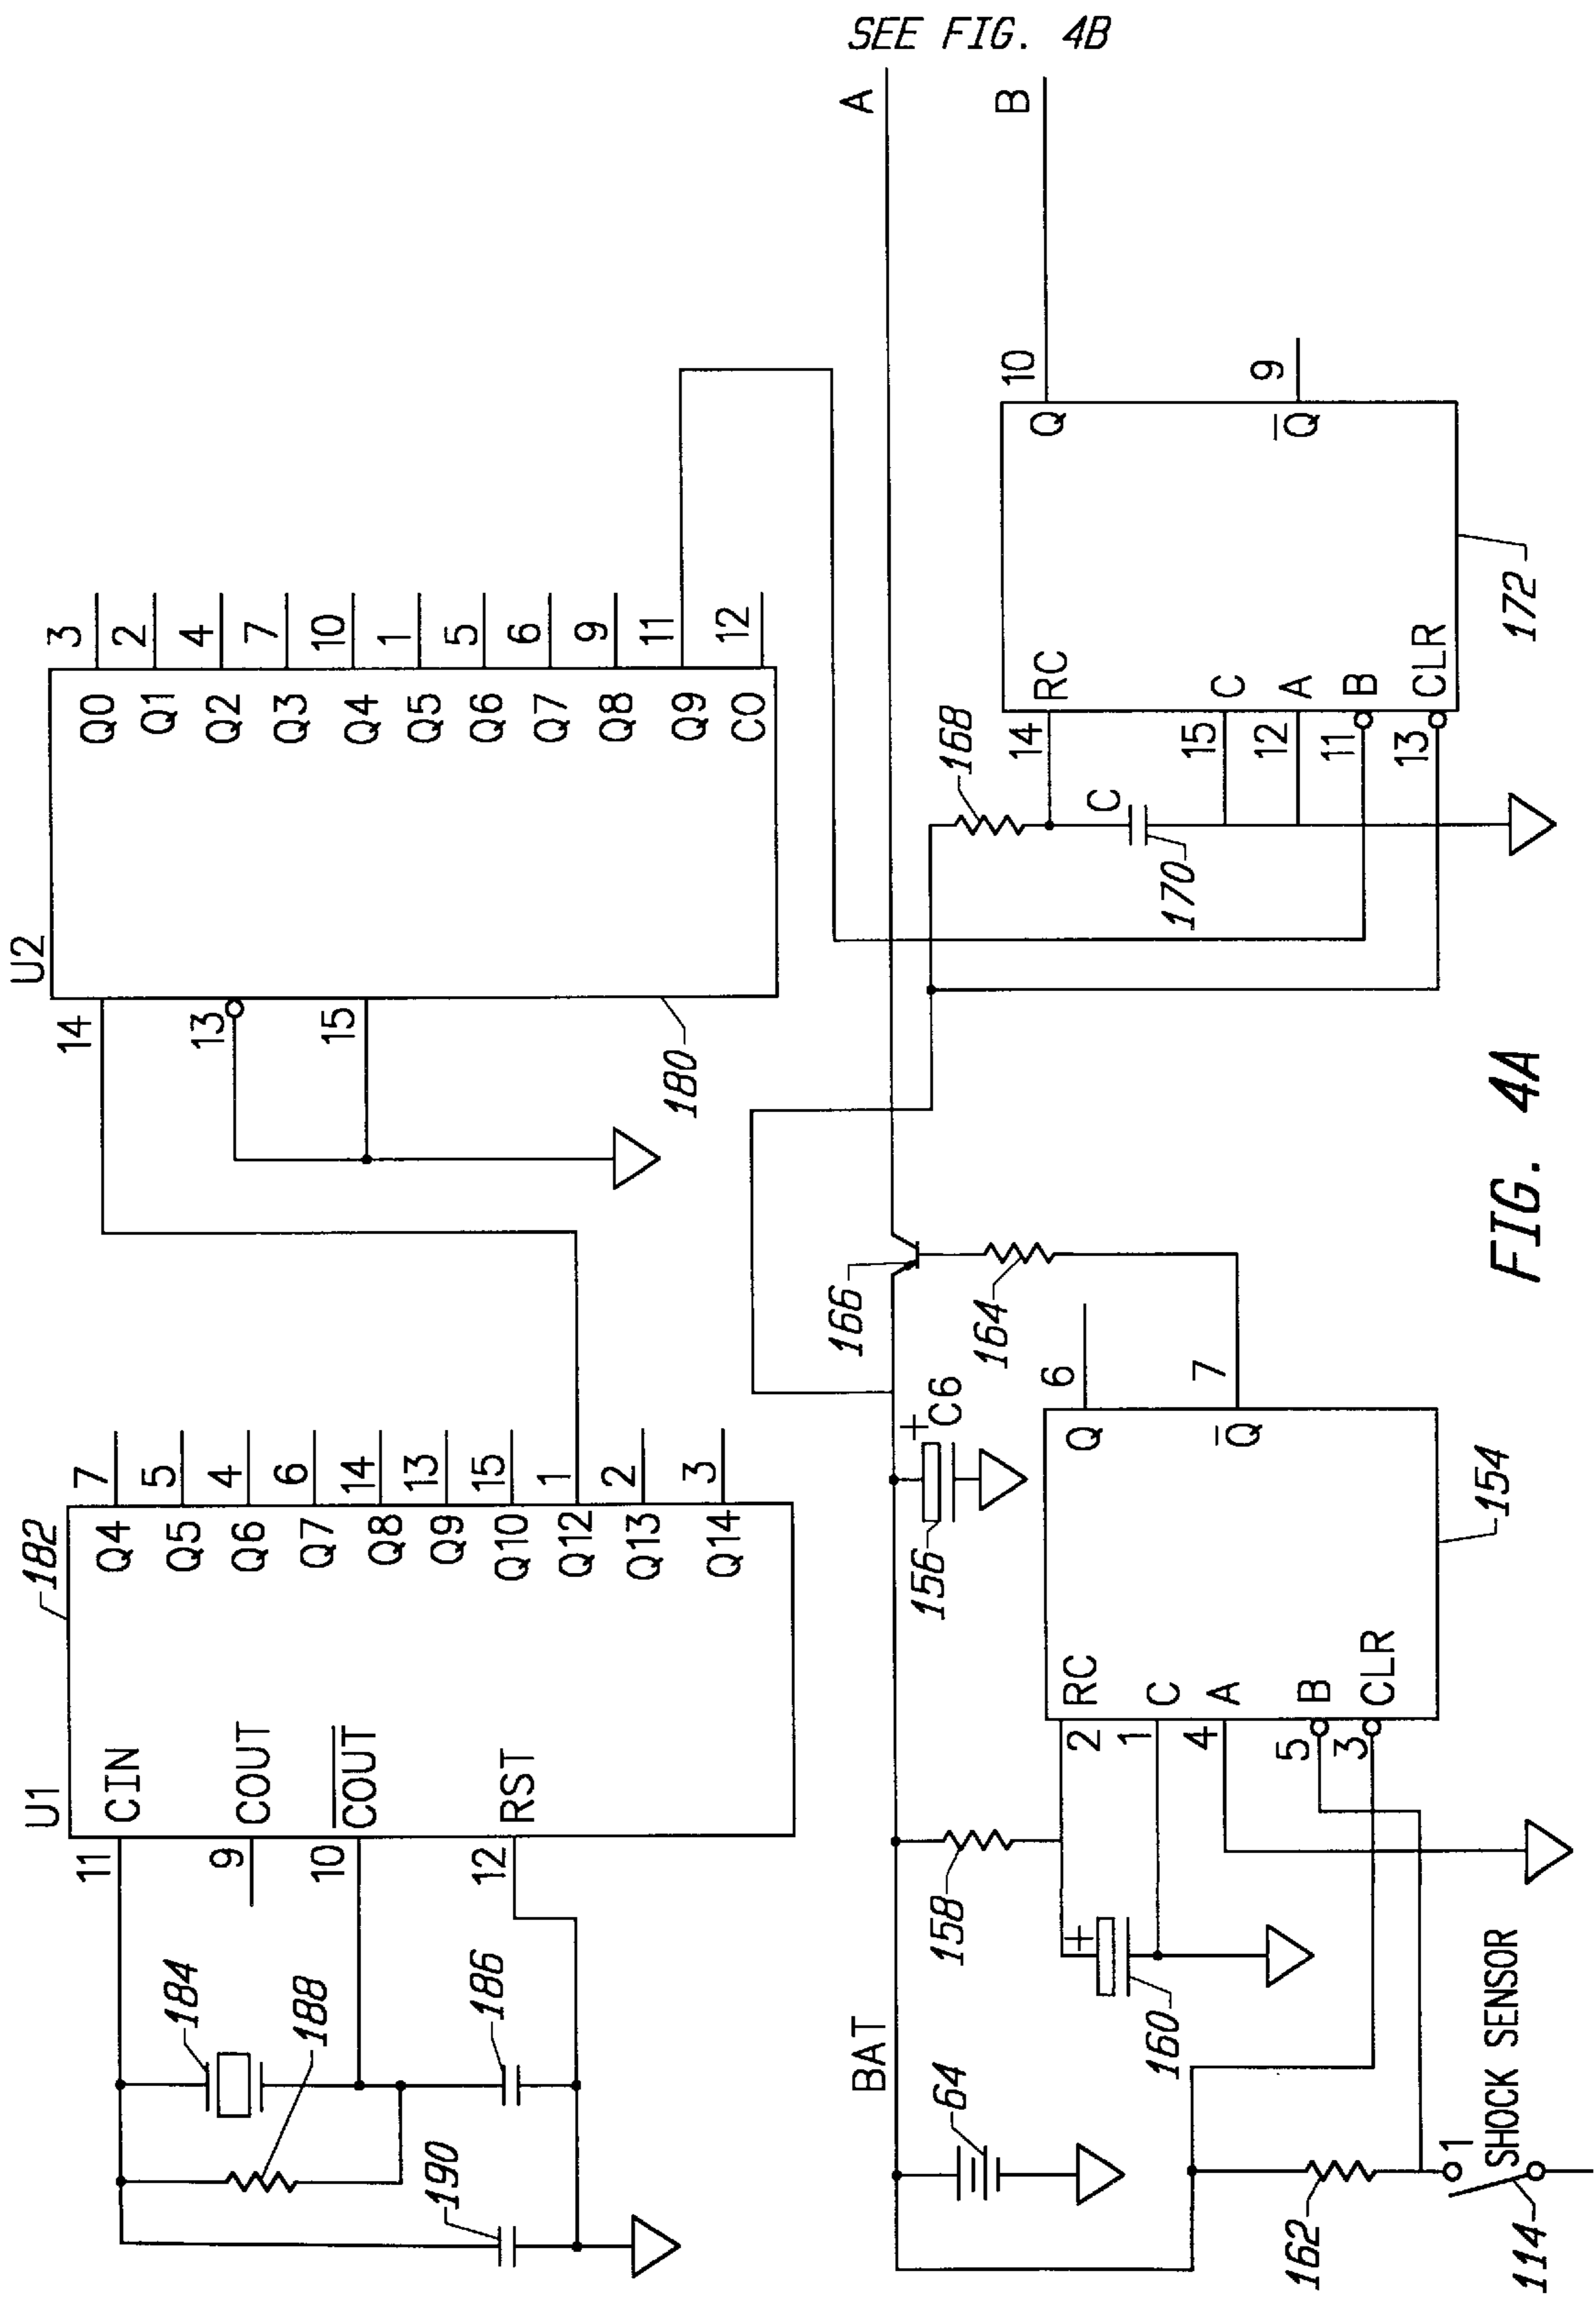 SEE FIG. 4B
A
B
U1
182
11
CIN
9
COUT
10
COUT
12
RST
Q4
7
Q5
5
Q6
4
Q7
6
Q8
14
Q9
13
Q10
15
Q12
1
Q13
2
Q14
3
184
188
186
190
U2
14
13
15
180
Q0
3
Q1
2
Q2
4
Q3
7
Q4
10
Q5
1
Q6
5
Q7
6
Q8
9
Q9
11
CO
12
BAT
64
158
160
+
156
+
C6
166
164
2
RC
1
C
4
A
5
B
3
CLR
Q
6
Q
7
154
162
1
SHOCK SENSOR
114
168
C
170
14
RC
15
C
12
A
11
B
13
CLR
Q
10
Q
9
172
FIG. 4A